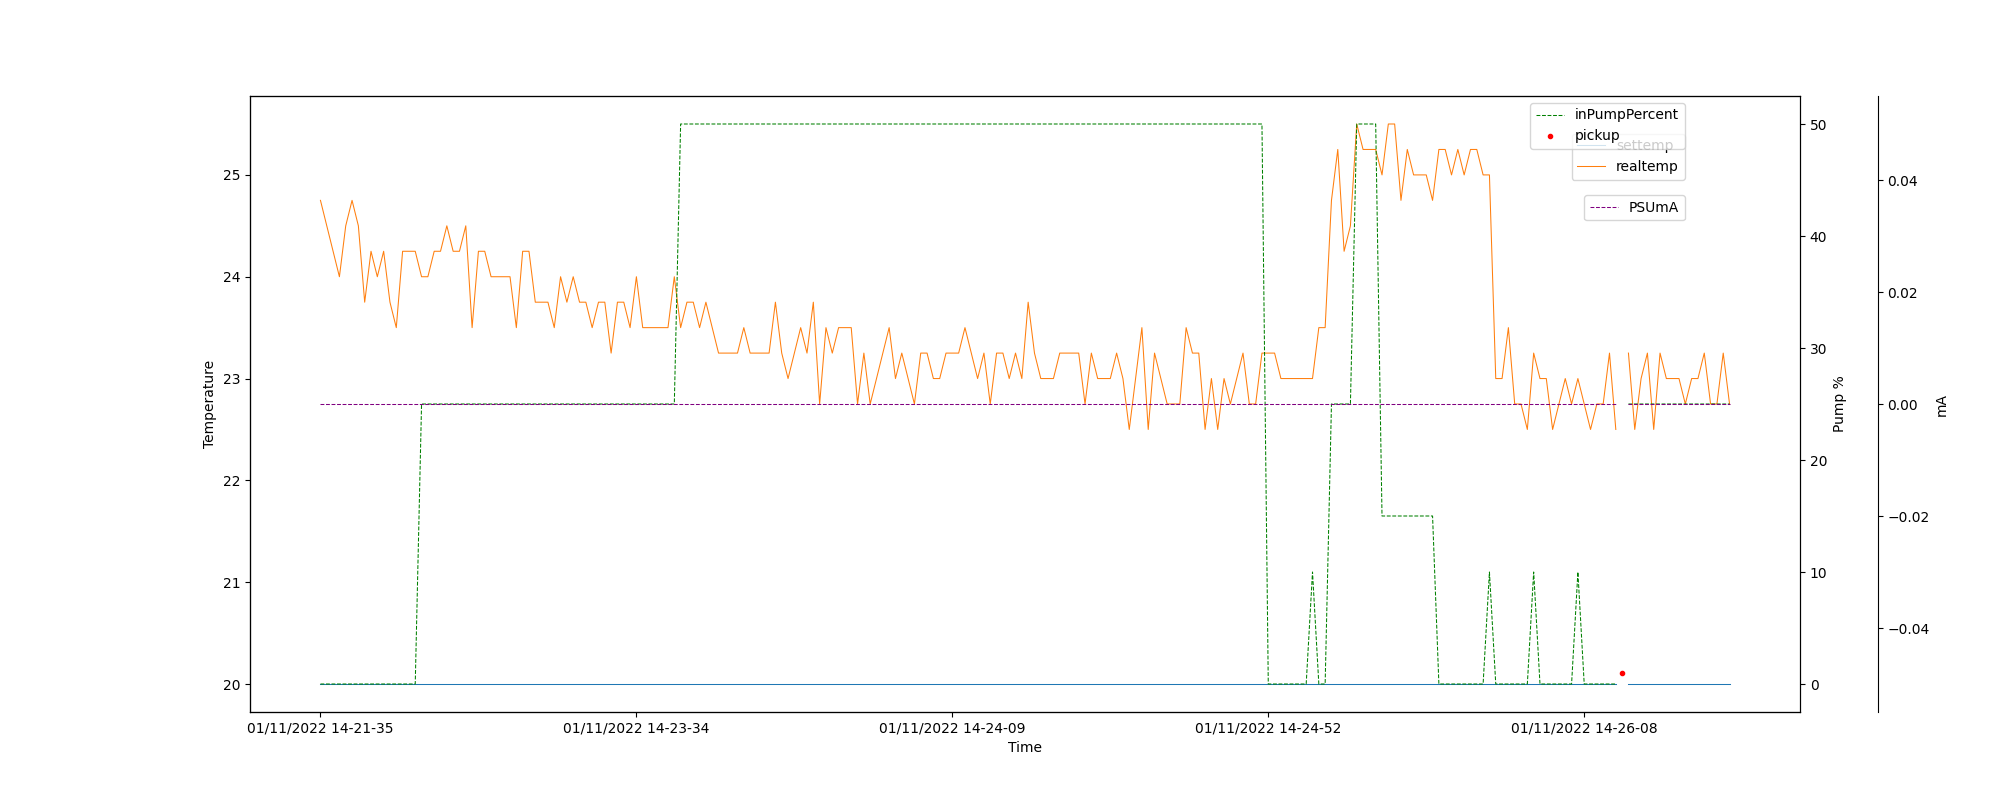 inPumpPercent
pickup
settemp
realtemp
PSUmA
25
24
23
22
21
20
Temperature
50
40
30
20
10
0
Pump %
0.04
0.02
0.00
−0.02
−0.04
mA
01/11/2022 14-21-35
01/11/2022 14-23-34
01/11/2022 14-24-09
01/11/2022 14-24-52
01/11/2022 14-26-08
Time